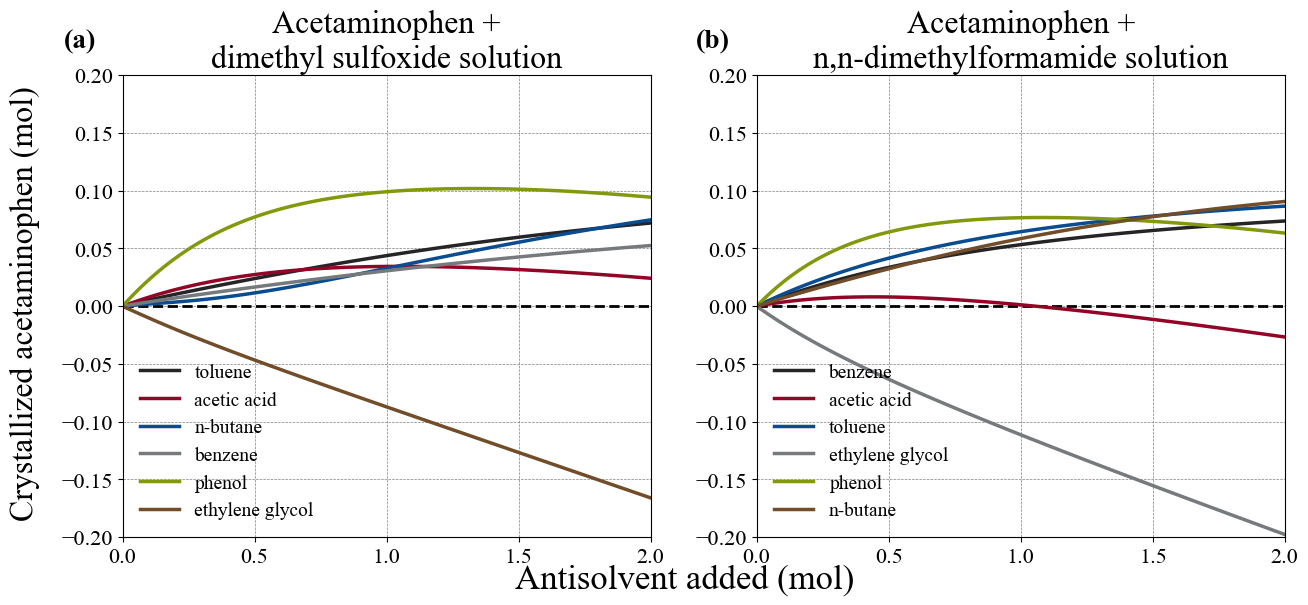 (a)
Acetaminophen +
dimethyl sulfoxide solution
(b)
Acetaminophen +
n,n-dimethylformamide solution
Crystallized acetaminophen (mol)
0.20
0.15
0.10
0.05
0.00
−0.05
−0.10
−0.15
−0.20
toluene
acetic acid
n-butane
benzene
phenol
ethylene glycol
0.0 0.5 1.0 1.5 2.0
0.20
0.15
0.10
0.05
0.00
−0.05
−0.10
−0.15
−0.20
benzene
acetic acid
toluene
ethylene glycol
phenol
n-butane
0.0 0.5 1.0 1.5 2.0
Antisolvent added (mol)